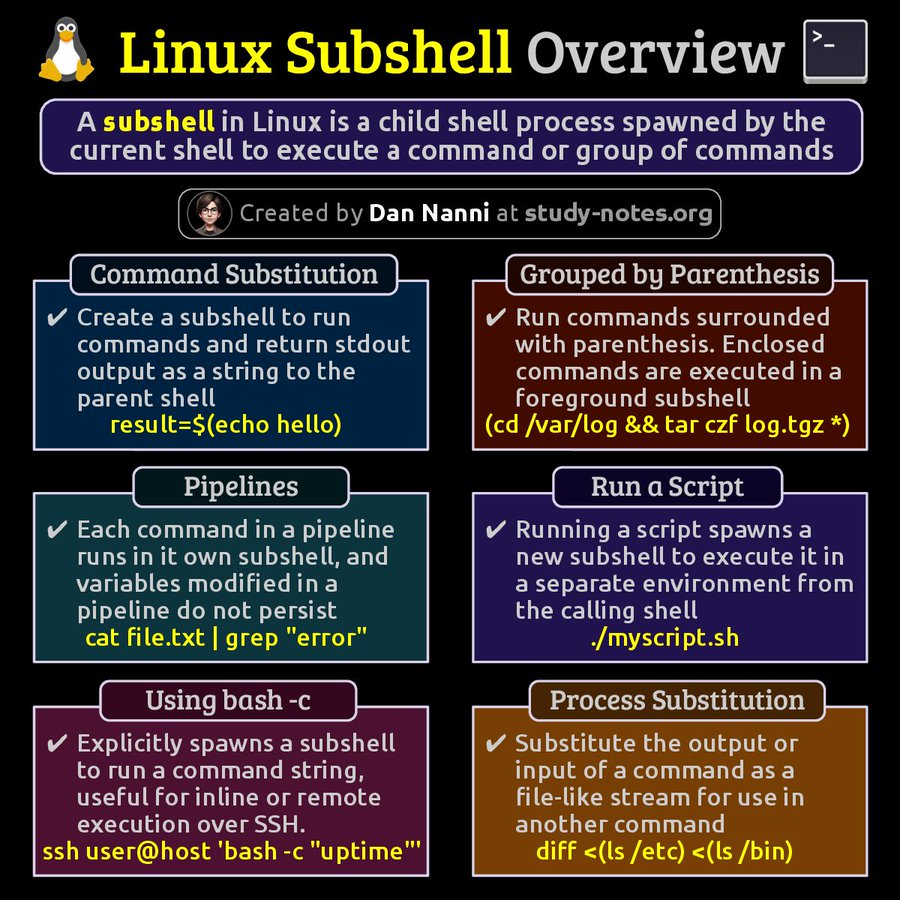 Linux Subshell Overview
>_
A subshell in Linux is a child shell process spawned by the
current shell to execute a command or group of commands
Created by Dan Nanni at study-notes.org
Command Substitution
✔ Create a subshell to run
commands and return stdout
output as a string to the
parent shell
result=$(echo hello)
Grouped by Parenthesis
✔ Run commands surrounded
with parenthesis. Enclosed
commands are executed in a
foreground subshell
(cd /var/log && tar czf log.tgz *)
Pipelines
✔ Each command in a pipeline
runs in it own subshell, and
variables modified in a
pipeline do not persist
cat file.txt | grep "error"
Run a Script
✔ Running a script spawns a
new subshell to execute it in
a separate environment from
the calling shell
./myscript.sh
Using bash -c
✔ Explicitly spawns a subshell
to run a command string,
useful for inline or remote
execution over SSH.
ssh user@host 'bash -c "uptime"'
Process Substitution
✔ Substitute the output or
input of a command as a
file-like stream for use in
another command
diff <(ls /etc) <(ls /bin)